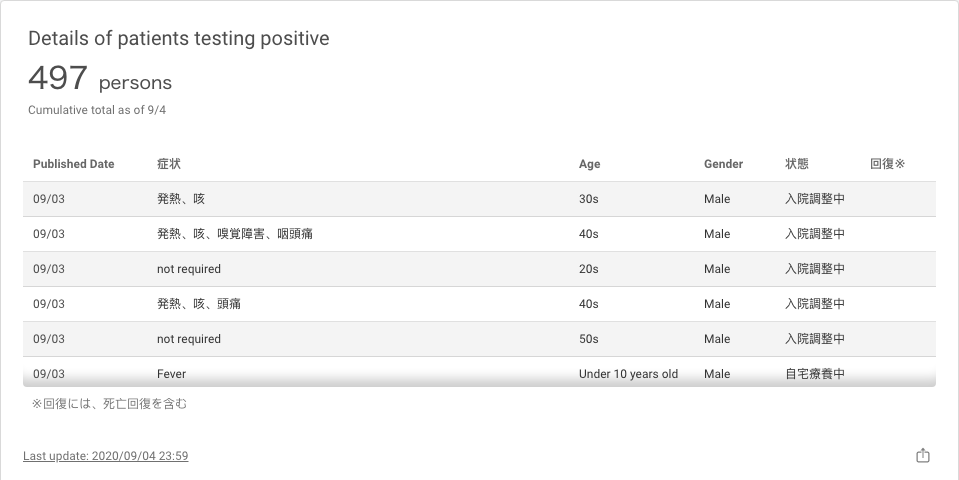 Details of patients testing positive
497 persons
Cumulative total as of 9/4
Published Date 症状 Age Gender 状態 回復※
09/03 発熱、咳 30s Male 入院調整中
09/03 発熱、咳、嗅覚障害、咽頭痛 40s Male 入院調整中
09/03 not required 20s Male 入院調整中
09/03 発熱、咳、頭痛 40s Male 入院調整中
09/03 not required 50s Male 入院調整中
09/03 Fever Under 10 years old Male 自宅療養中
※回復には、死亡回復を含む
Last update: 2020/09/04 23:59